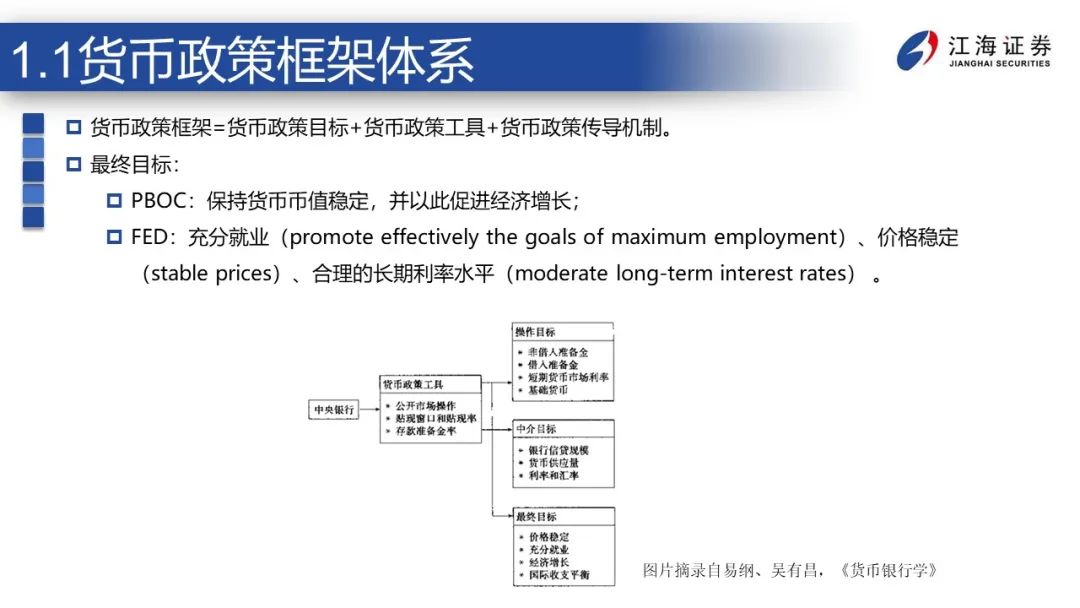 1.1货币政策框架体系
江海证券
JIANGHAI SECURITIES
货币政策框架=货币政策目标+货币政策工具+货币政策传导机制。
最终目标：
PBOC：保持货币币值稳定，并以此促进经济增长；
FED：充分就业（promote effectively the goals of maximum employment）、价格稳定
（stable prices）、合理的长期利率水平（moderate long-term interest rates） 。
中央银行
货币政策工具
* 公开市场操作
* 贴现窗口和贴现率
* 存款准备金率
操作目标
* 非借入准备金
* 借入准备金
* 短期货币市场利率
* 基础货币
中介目标
* 银行信贷规模
* 货币供应量
* 利率和汇率
最终目标
* 价格稳定
* 充分就业
* 经济增长
* 国际收支平衡
图片摘录自易纲、吴有昌，《货币银行学》